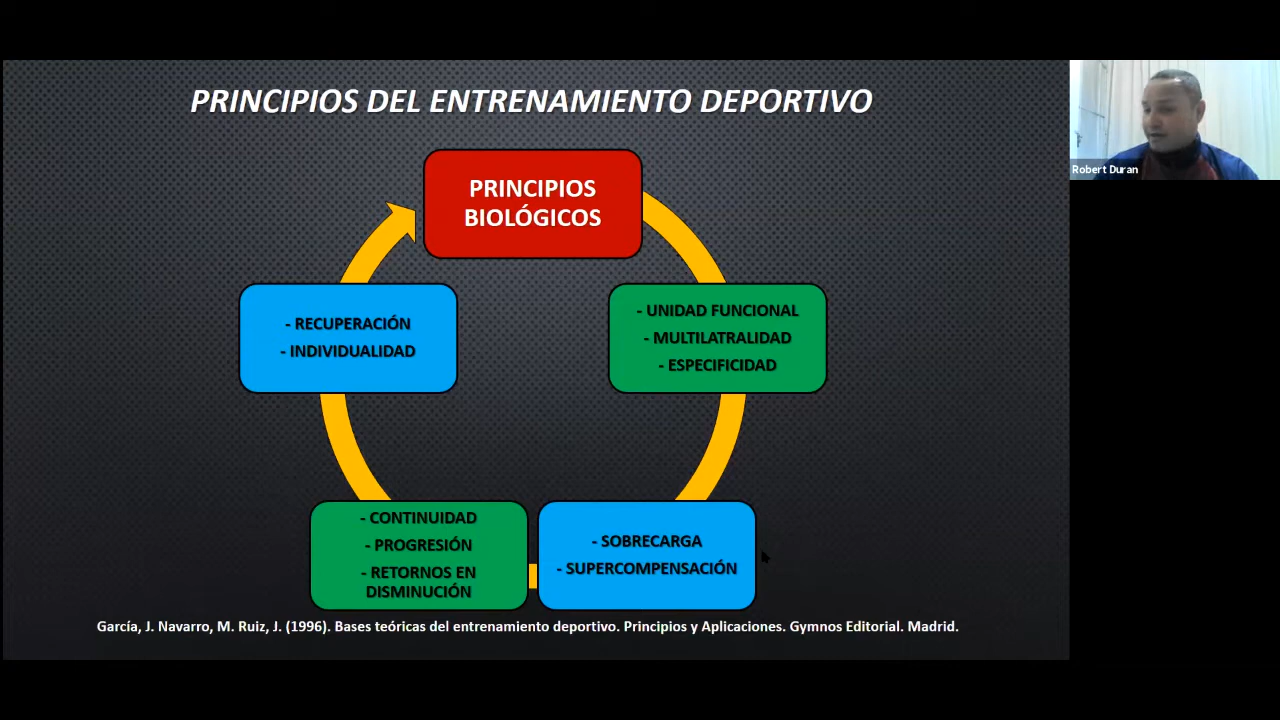 PRINCIPIOS DEL ENTRENAMIENTO DEPORTIVO
PRINCIPIOS
BIOLÓGICOS
- RECUPERACIÓN
- INDIVIDUALIDAD
- UNIDAD FUNCIONAL
- MULTILATRALIDAD
- ESPECIFICIDAD
- CONTINUIDAD
- PROGRESIÓN
- RETORNOS EN
DISMINUCIÓN
- SOBRECARGA
- SUPERCOMPENSACIÓN
García, J. Navarro, M. Ruiz, J. (1996). Bases teóricas del entrenamiento deportivo. Principios y Aplicaciones. Gymnos Editorial. Madrid.
Robert Duran